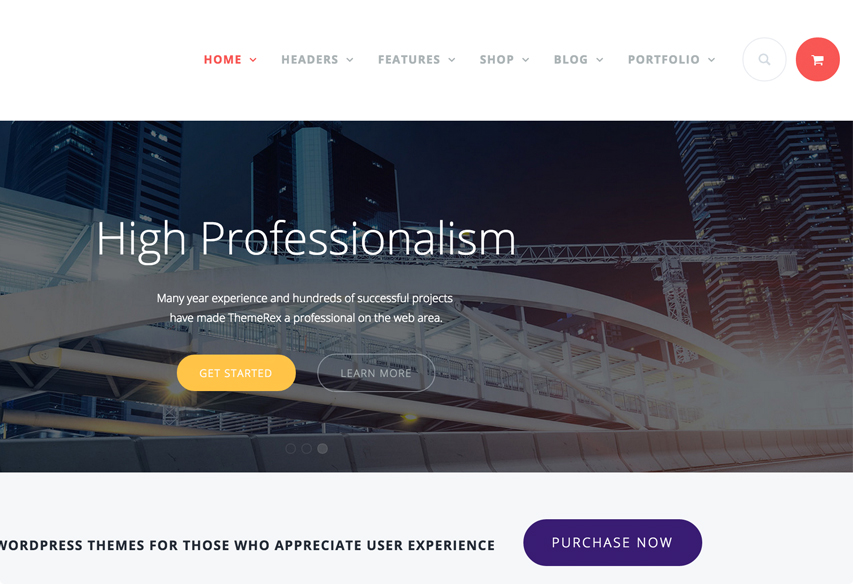 HOME HEADERS FEATURES SHOP BLOG PORTFOLIO
High Professionalism
Many year experience and hundreds of successful projects
have made ThemeRex a professional on the web area.
GET STARTED LEARN MORE
WORDPRESS THEMES FOR THOSE WHO APPRECIATE USER EXPERIENCE PURCHASE NOW